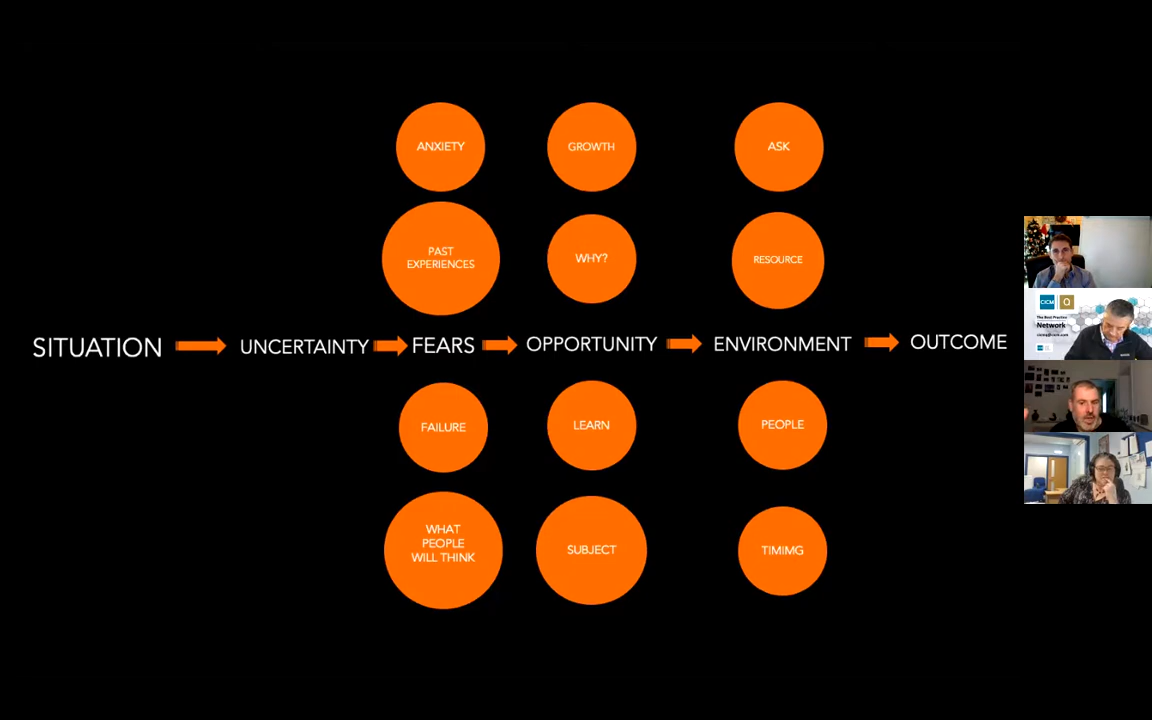 ANXIETY
GROWTH
ASK
PAST
EXPERIENCES
WHY?
RESOURCE
SITUATION
UNCERTAINTY
FEARS
OPPORTUNITY
ENVIRONMENT
OUTCOME
FAILURE
LEARN
PEOPLE
WHAT
PEOPLE
WILL THINK
SUBJECT
TIMIMG
CICM
Q
The Best Practice
Network